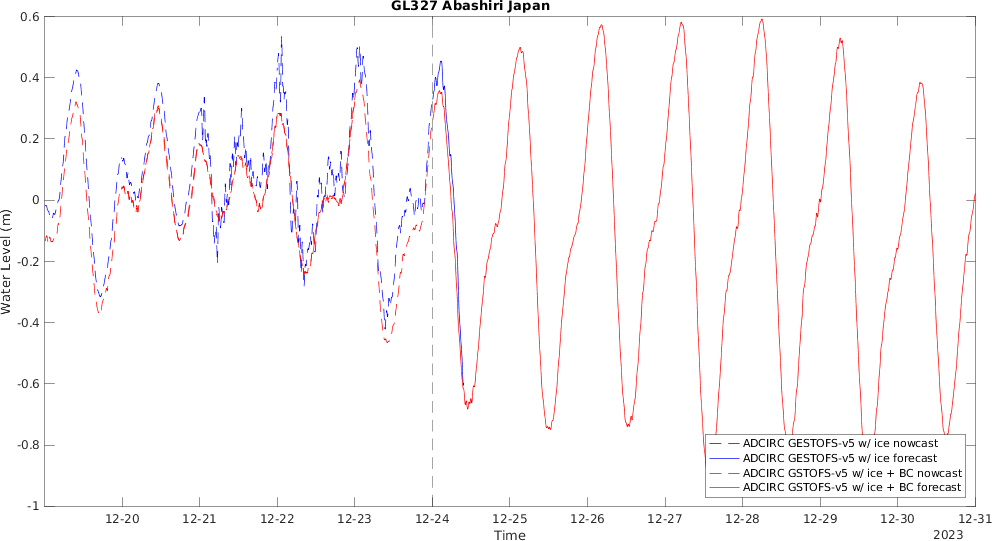 GL327 Abashiri Japan
0.6
0.4
0.2
0
-0.2
-0.4
-0.6
-0.8
-1
Water Level (m)
ADCIRC GESTOFS-v5 w/ ice nowcast
ADCIRC GESTOFS-v5 w/ ice forecast
ADCIRC GSTOFS-v5 w/ ice + BC nowcast
ADCIRC GSTOFS-v5 w/ ice + BC forecast
12-20 12-21 12-22 12-23 12-24 12-25 12-26 12-27 12-28 12-29 12-30 12-31
Time
2023